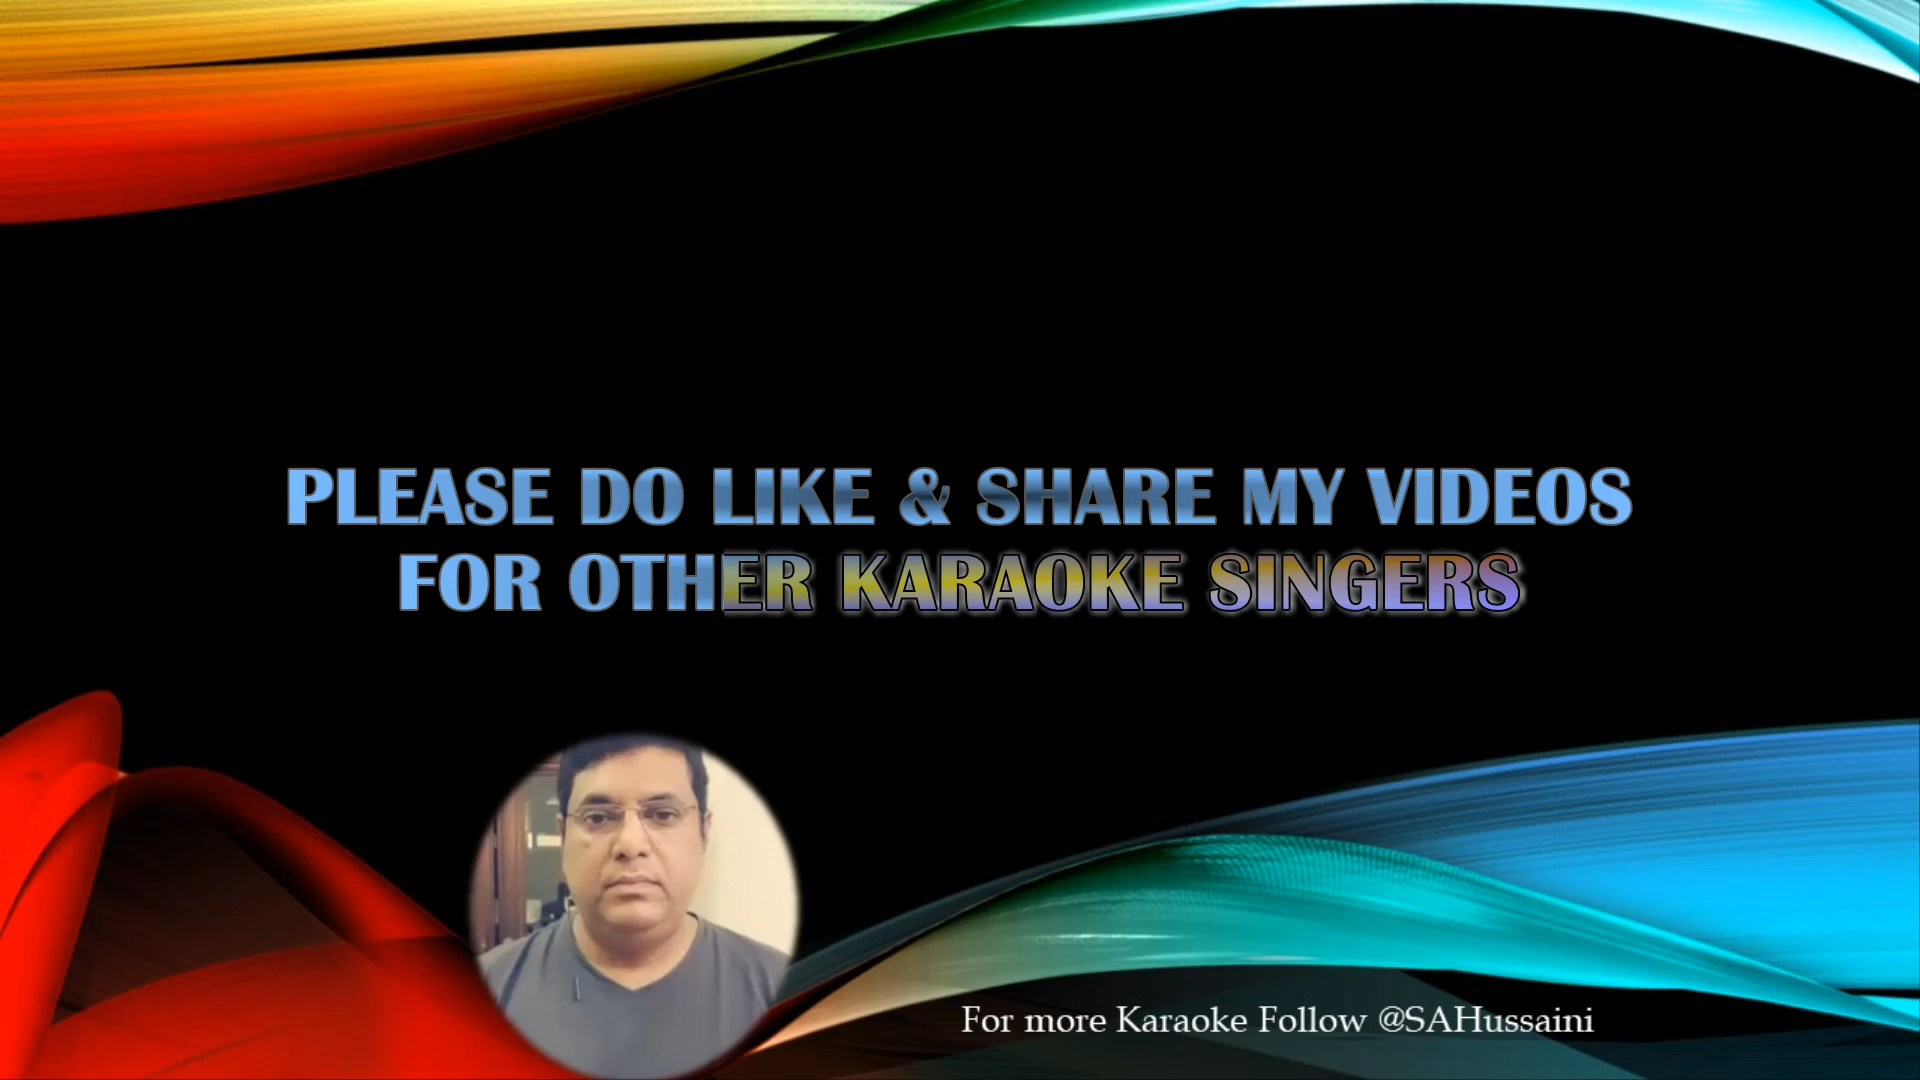 PLEASE DO LIKE & SHARE MY VIDEOS
FOR OTHER KARAOKE SINGERS
For more Karaoke Follow @SAHussaini